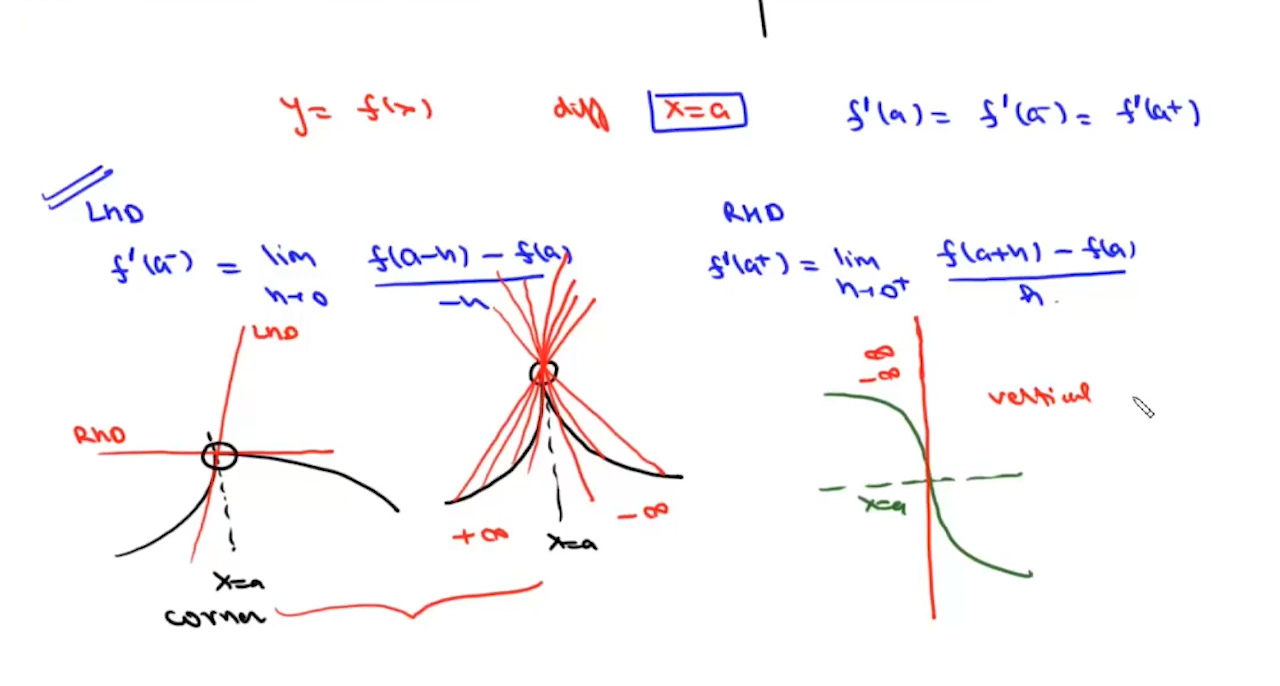 y = f(x) diff x=a f'(a) = f'(a⁻) = f'(a⁺)
LHD RHD
f'(a⁻) = lim h→0 f(a-h) - f(a) / -h f'(a⁺) = lim h→0⁺ f(a+h) - f(a) / h
LHD
RHD
∞
-∞
vertical
x=a
+∞ -∞
x=a
x=a
corner